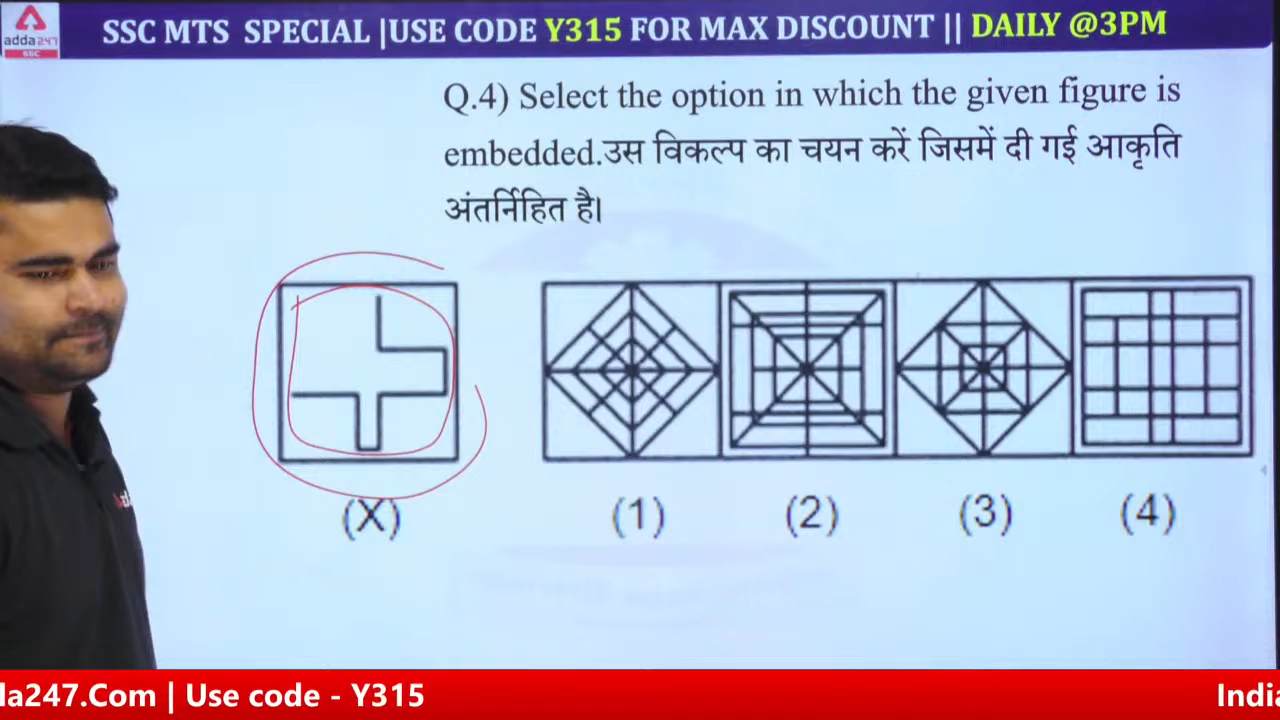 adda247
SSC
SSC MTS SPECIAL |USE CODE Y315 FOR MAX DISCOUNT || DAILY @3PM
Q.4) Select the option in which the given figure is
embedded.उस विकल्प का चयन करें जिसमें दी गई आकृति
अंतर्निहित है।
(X)
(1)
(2)
(3)
(4)
da247.Com | Use code - Y315
India